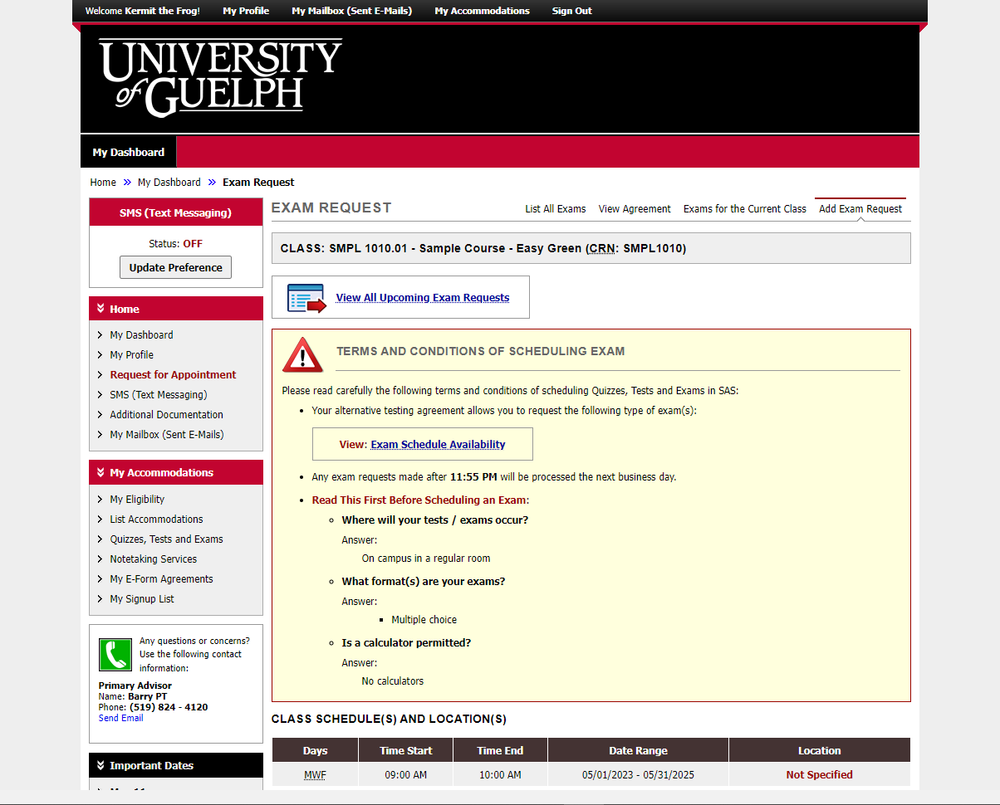 Welcome Kermit the Frog! My Profile My Mailbox (Sent E-Mails) My Accommodations Sign Out
UNIVERSITY
of GUELPH
My Dashboard
Home » My Dashboard » Exam Request
SMS (Text Messaging)
Status: OFF
Update Preference
Home
My Dashboard
My Profile
Request for Appointment
SMS (Text Messaging)
Additional Documentation
My Mailbox (Sent E-Mails)
My Accommodations
My Eligibility
List Accommodations
Quizzes, Tests and Exams
Notetaking Services
My E-Form Agreements
My Signup List
Any questions or concerns?
Use the following contact
information:
Primary Advisor
Name: Barry PT
Phone: (519) 824 - 4120
Send Email
Important Dates
EXAM REQUEST
List All Exams View Agreement Exams for the Current Class Add Exam Request
CLASS: SMPL 1010.01 - Sample Course - Easy Green (CRN: SMPL1010)
View All Upcoming Exam Requests
TERMS AND CONDITIONS OF SCHEDULING EXAM
Please read carefully the following terms and conditions of scheduling Quizzes, Tests and Exams in SAS:
Your alternative testing agreement allows you to request the following type of exam(s):
View: Exam Schedule Availability
Any exam requests made after 11:55 PM will be processed the next business day.
Read This First Before Scheduling an Exam:
Where will your tests / exams occur?
Answer:
On campus in a regular room
What format(s) are your exams?
Answer:
Multiple choice
Is a calculator permitted?
Answer:
No calculators
CLASS SCHEDULE(S) AND LOCATION(S)
Days Time Start Time End Date Range Location
MWF 09:00 AM 10:00 AM 05/01/2023 - 05/31/2025 Not Specified